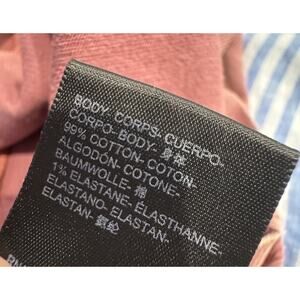 BODY- CORPS- CUERPO-
CORPO- BODY- 身体
99% COTTON- COTON-
ALGODÓN- COTONE-
BAUMWOLLE- 棉
1% ELASTANE- ÉLASTHANNE-
ELASTANO- ELASTAN-
ELASTAN- 氨纶